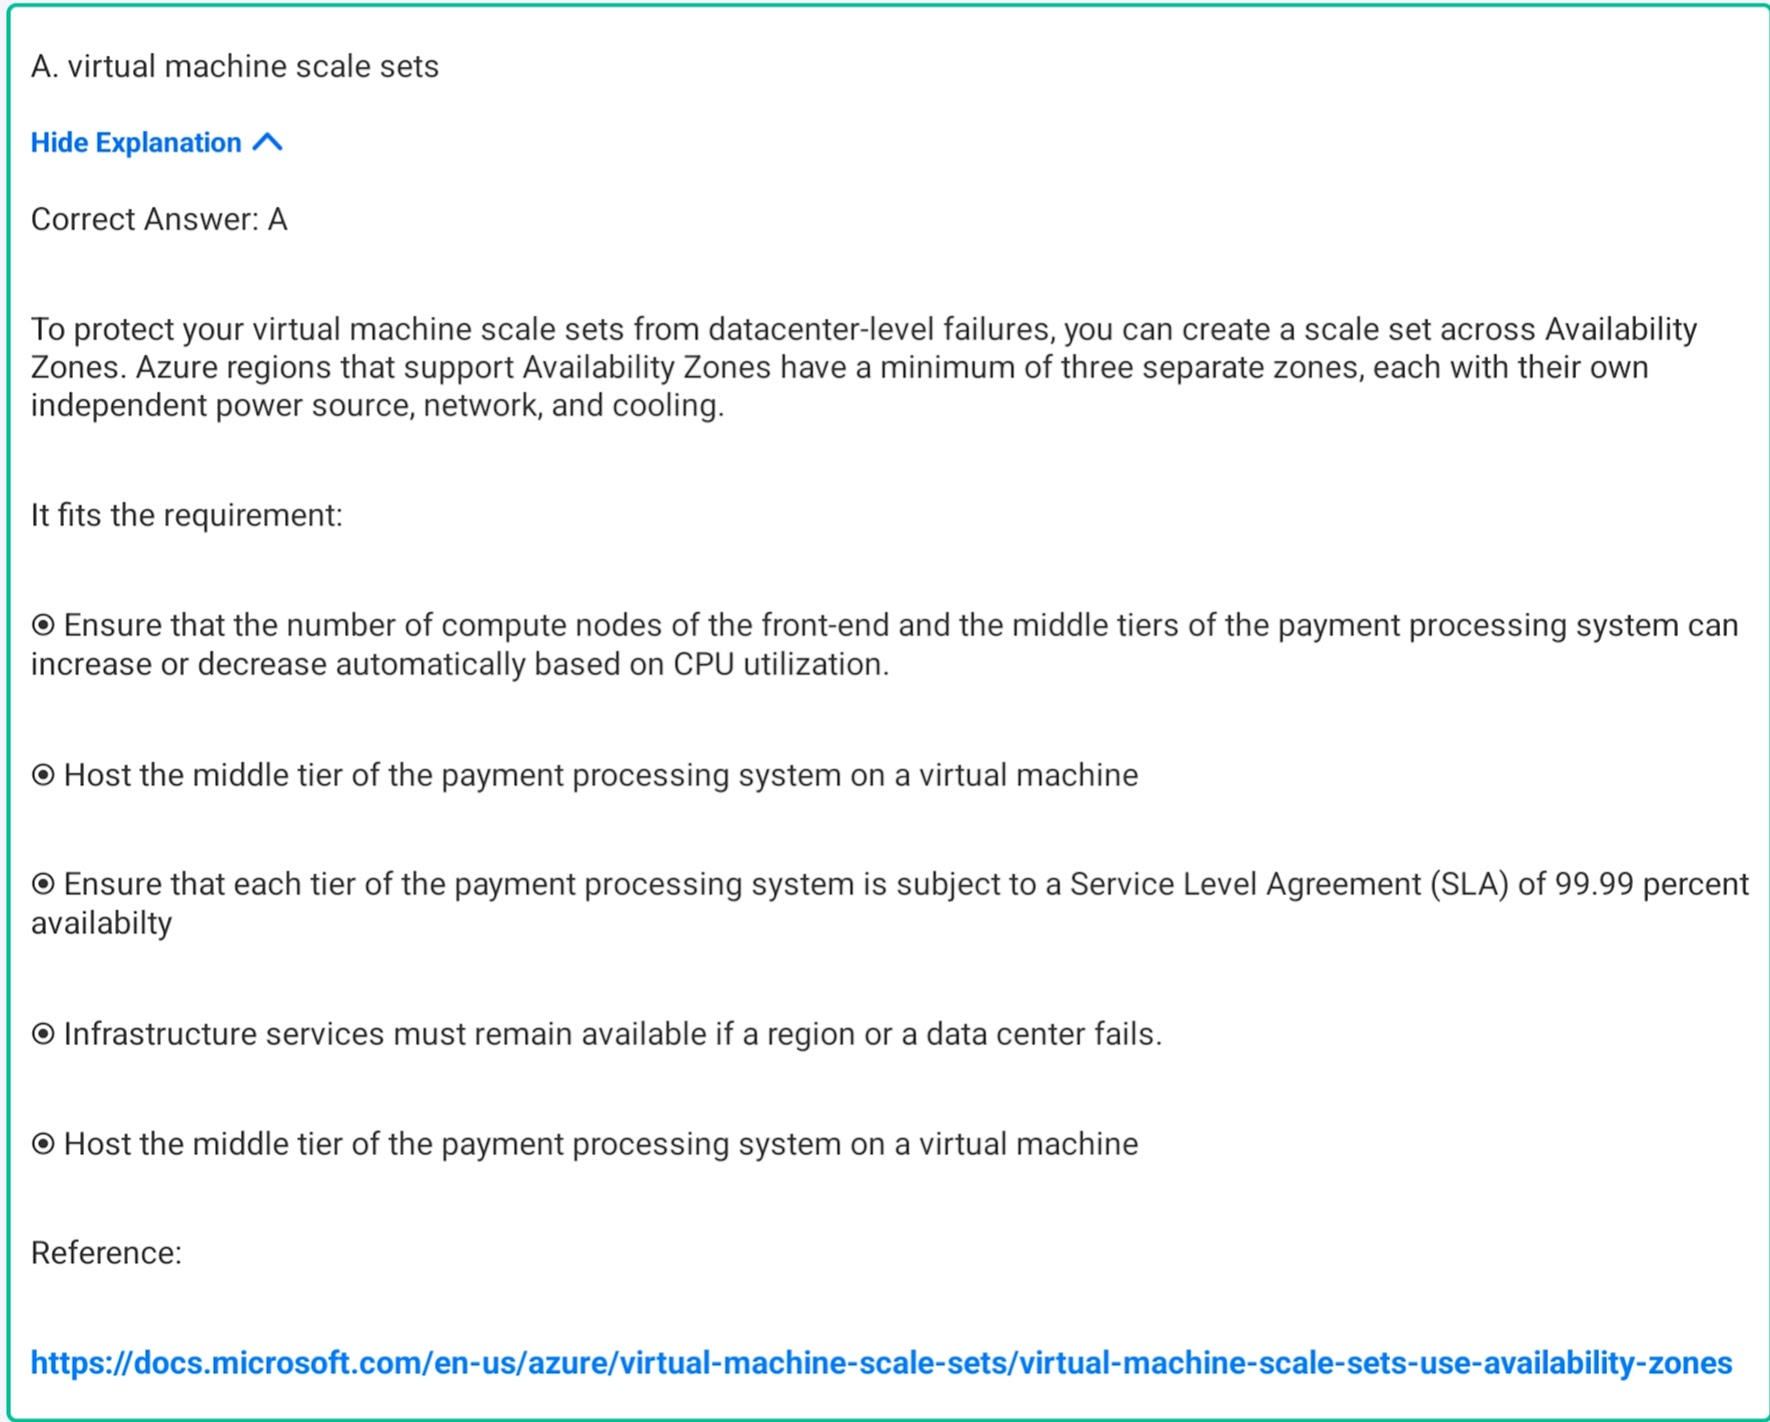 A. virtual machine scale sets
Hide Explanation
Correct Answer: A
To protect your virtual machine scale sets from datacenter-level failures, you can create a scale set across Availability
Zones. Azure regions that support Availability Zones have a minimum of three separate zones, each with their own
independent power source, network, and cooling.
It fits the requirement:
⦿ Ensure that the number of compute nodes of the front-end and the middle tiers of the payment processing system can
increase or decrease automatically based on CPU utilization.
⦿ Host the middle tier of the payment processing system on a virtual machine
⦿ Ensure that each tier of the payment processing system is subject to a Service Level Agreement (SLA) of 99.99 percent
availabilty
⦿ Infrastructure services must remain available if a region or a data center fails.
⦿ Host the middle tier of the payment processing system on a virtual machine
Reference:
https://docs.microsoft.com/en-us/azure/virtual-machine-scale-sets/virtual-machine-scale-sets-use-availability-zones